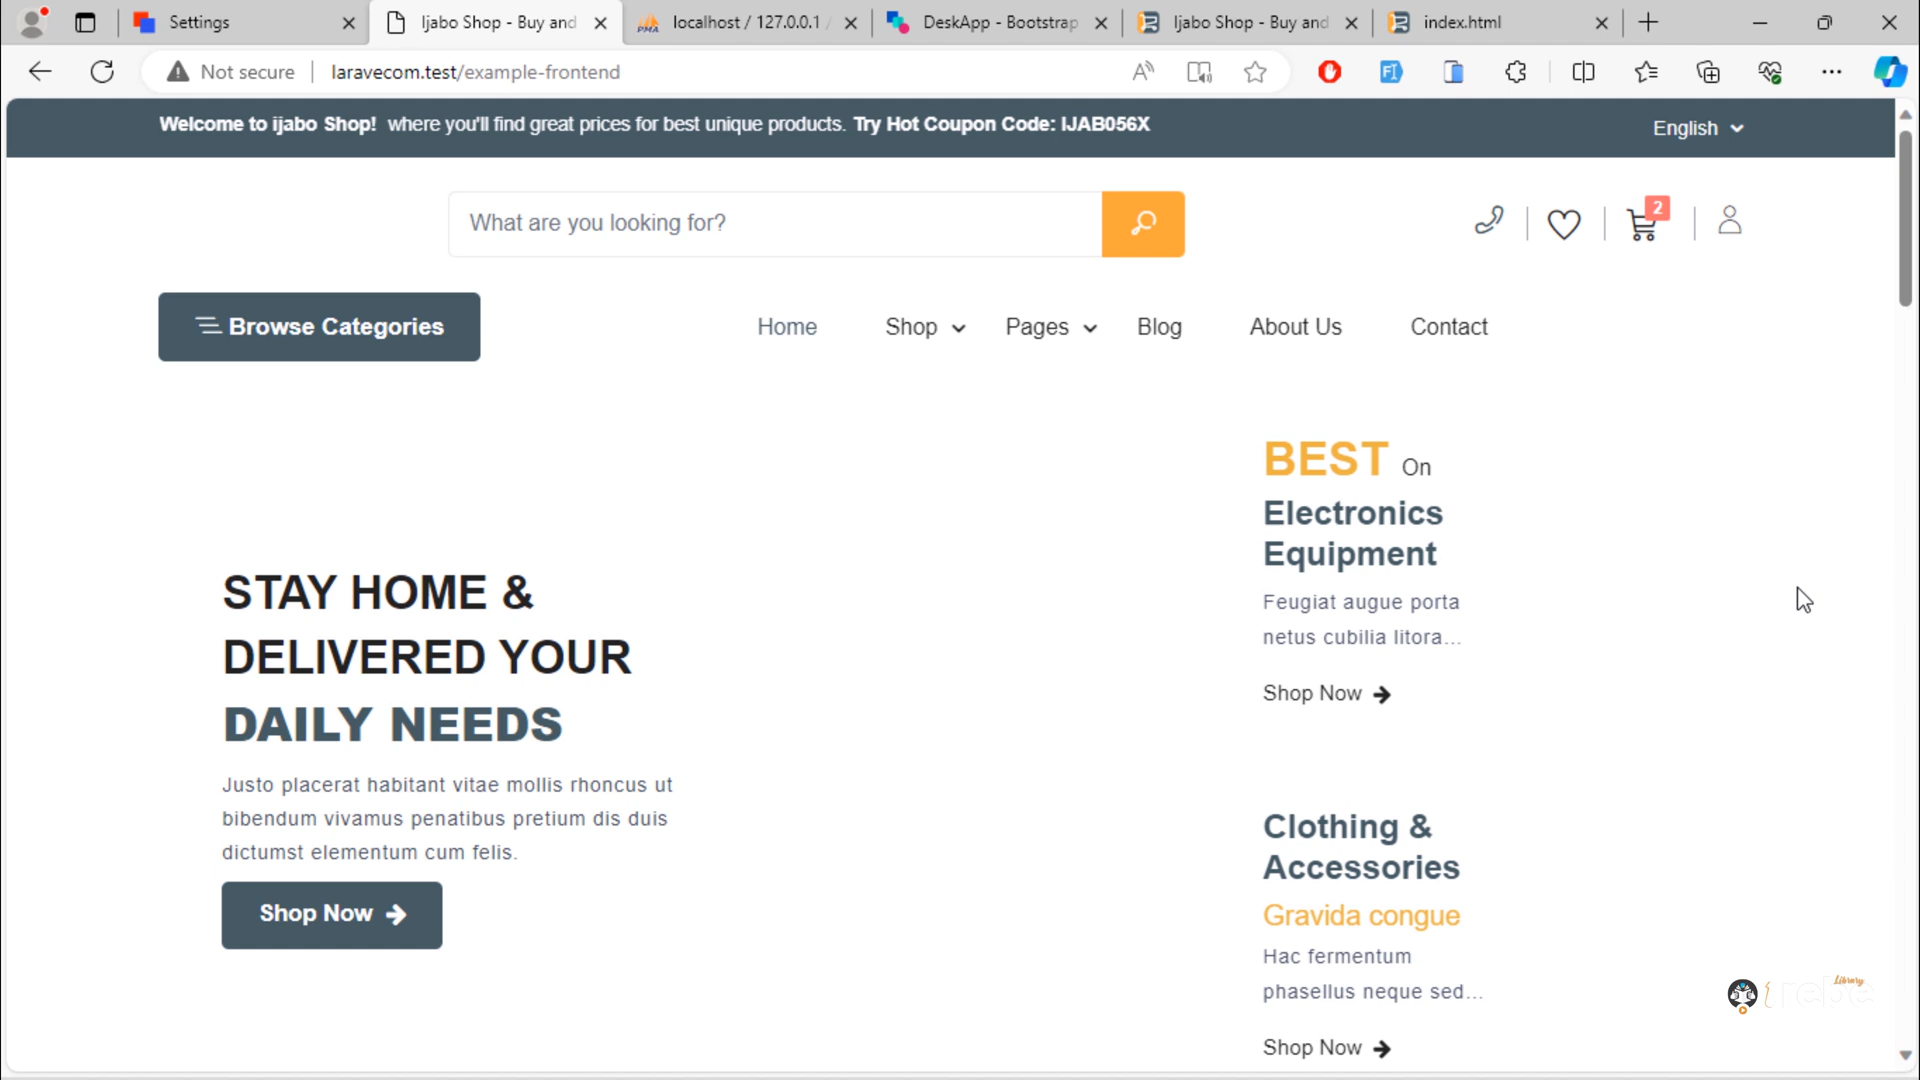 Settings
Ijabo Shop - Buy and
PMA
localhost / 127.0.0.1 /
DeskApp - Bootstrap
Ijabo Shop - Buy and
index.html
Not secure
laravecom.test/example-frontend
Welcome to ijabo Shop! where you'll find great prices for best unique products. Try Hot Coupon Code: IJAB056X
English
What are you looking for?
2
Browse Categories
Home
Shop
Pages
Blog
About Us
Contact
BEST On
Electronics
Equipment
Feugiat augue porta
netus cubilia litora...
Shop Now
STAY HOME &
DELIVERED YOUR
DAILY NEEDS
Justo placerat habitant vitae mollis rhoncus ut
bibendum vivamus penatibus pretium dis duis
dictumst elementum cum felis.
Shop Now
Clothing &
Accessories
Gravida congue
Hac fermentum
phasellus neque sed...
Shop Now
Library